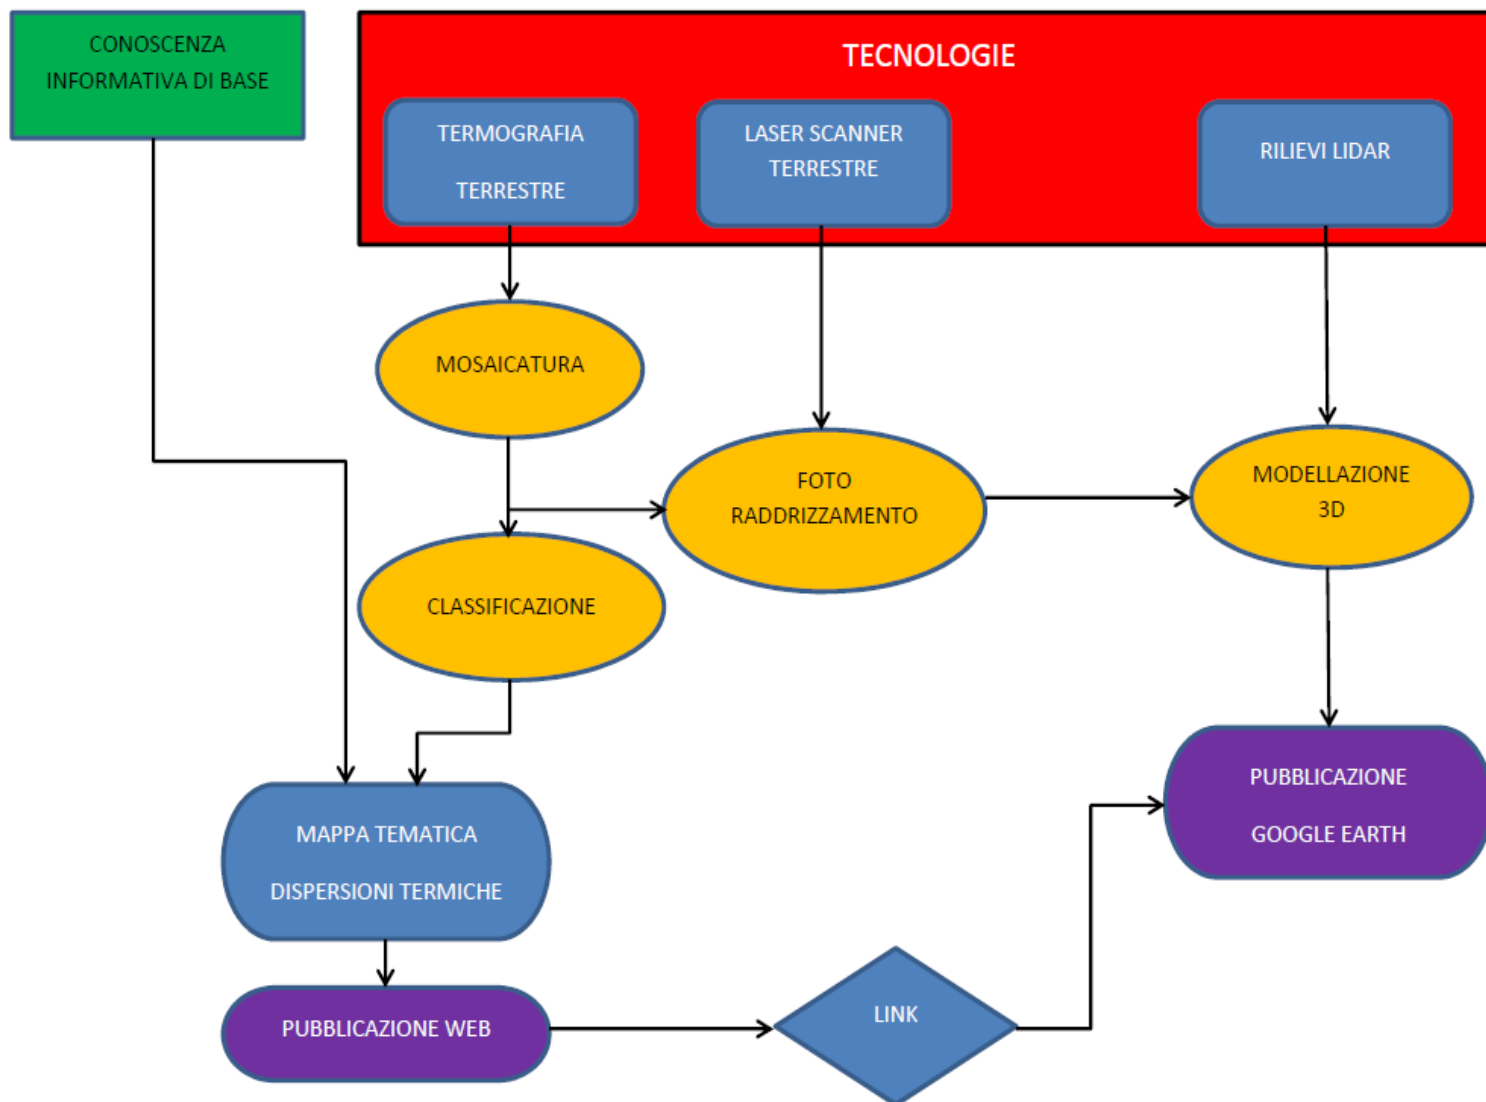 CONOSCENZA
INFORMATIVA DI BASE
TECNOLOGIE
TERMOGRAFIA
TERRESTRE
LASER SCANNER
TERRESTRE
RILIEVI LIDAR
MOSAICATURA
FOTO
RADDRIZZAMENTO
MODELLAZIONE
3D
CLASSIFICAZIONE
MAPPA TEMATICA
DISPERSIONI TERMICHE
PUBBLICAZIONE
GOOGLE EARTH
PUBBLICAZIONE WEB
LINK